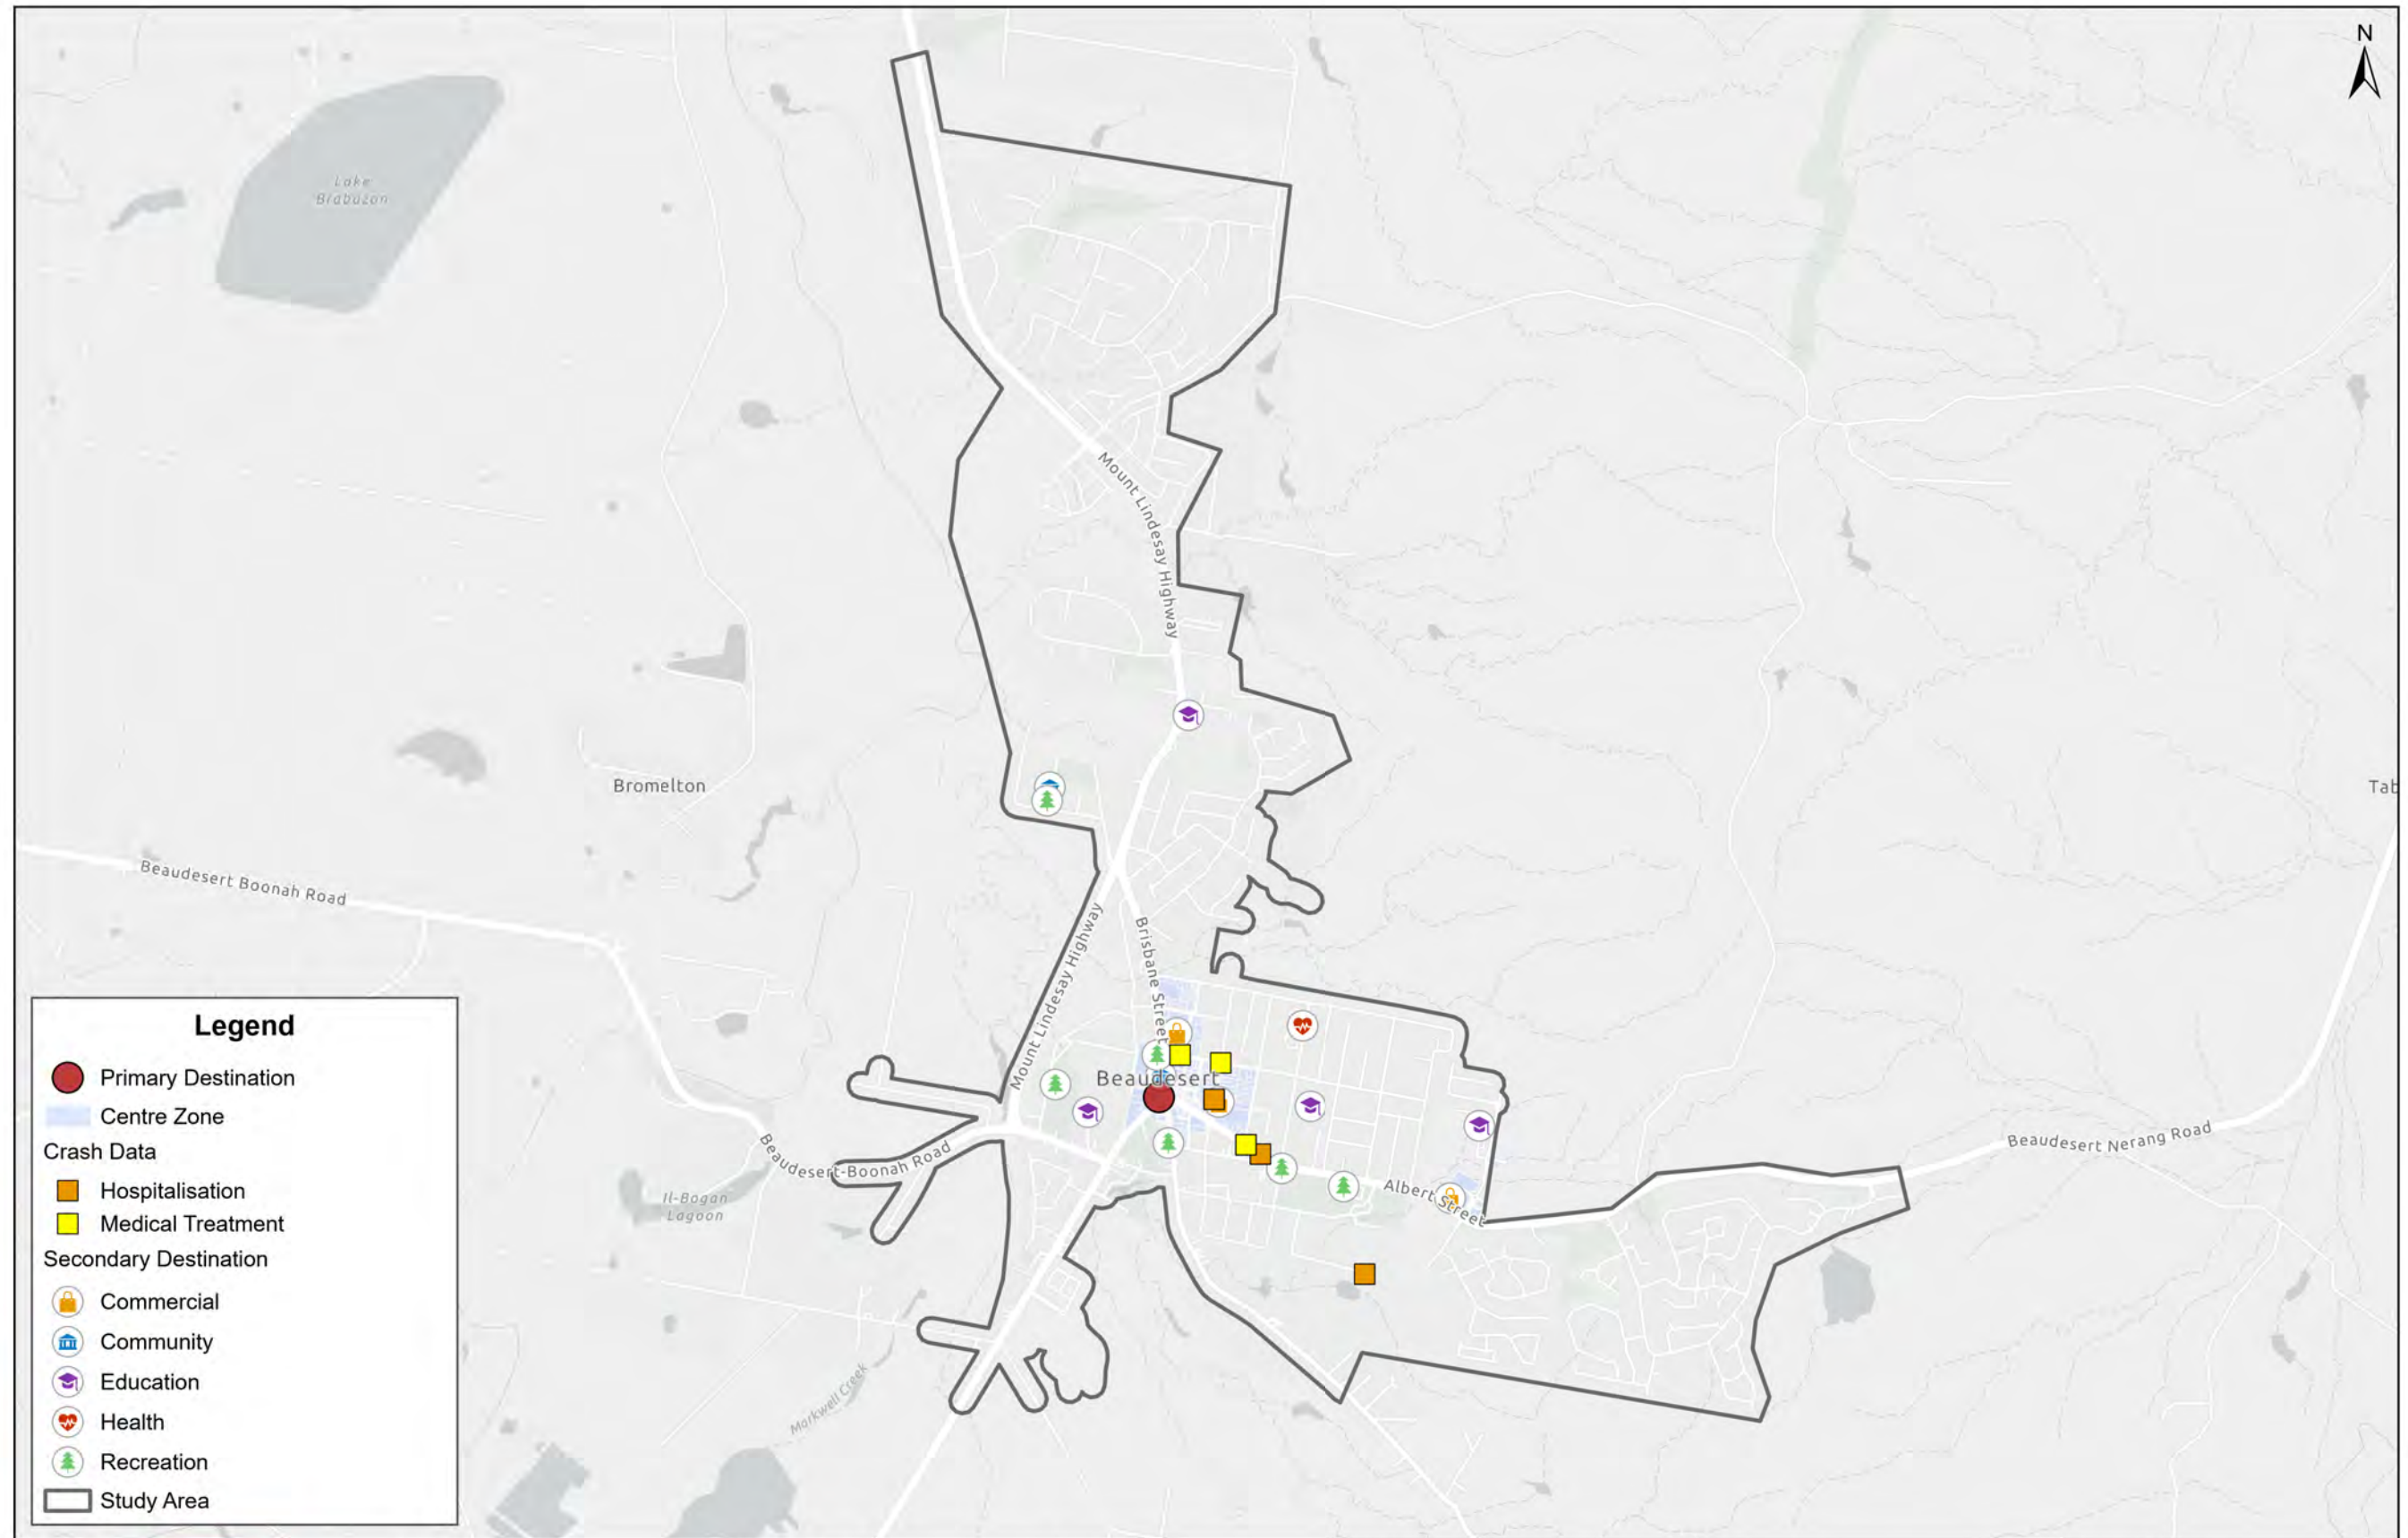 N
Lake
Brabazon
Mount Lindesay Highway
Bromelton
Tab
Beaudesert Boonah Road
Mount Lindesay Highway
Brisbane Street
Beaudesert
Beaudesert-Boonah Road
Beaudesert Nerang Road
Albert Street
Il-Bogan
Lagoon
Markwell Creek
Legend
Primary Destination
Centre Zone
Crash Data
Hospitalisation
Medical Treatment
Secondary Destination
Commercial
Community
Education
Health
Recreation
Study Area